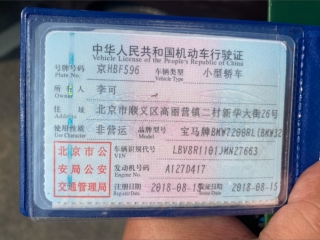 中华人民共和国机动车行驶证
Vehicle License of the People's Republic of China
号牌号码 京HBF596 车辆类型 小型轿车
Plate No. Vehicle Type
所有人 李可
Owner
住址 北京市顺义区高丽营镇二村新华大街26号
Address
使用性质 非营运 品牌型号 宝马牌BMW7200RL(BMW32
Use Character Model
北京市公安局公安交通管理局
车辆识别代号 LBV8R1101JMN27663
VIN
发动机号码 A127D417
Engine No.
注册日期 2018-08-15 发证日期 2018-08-15